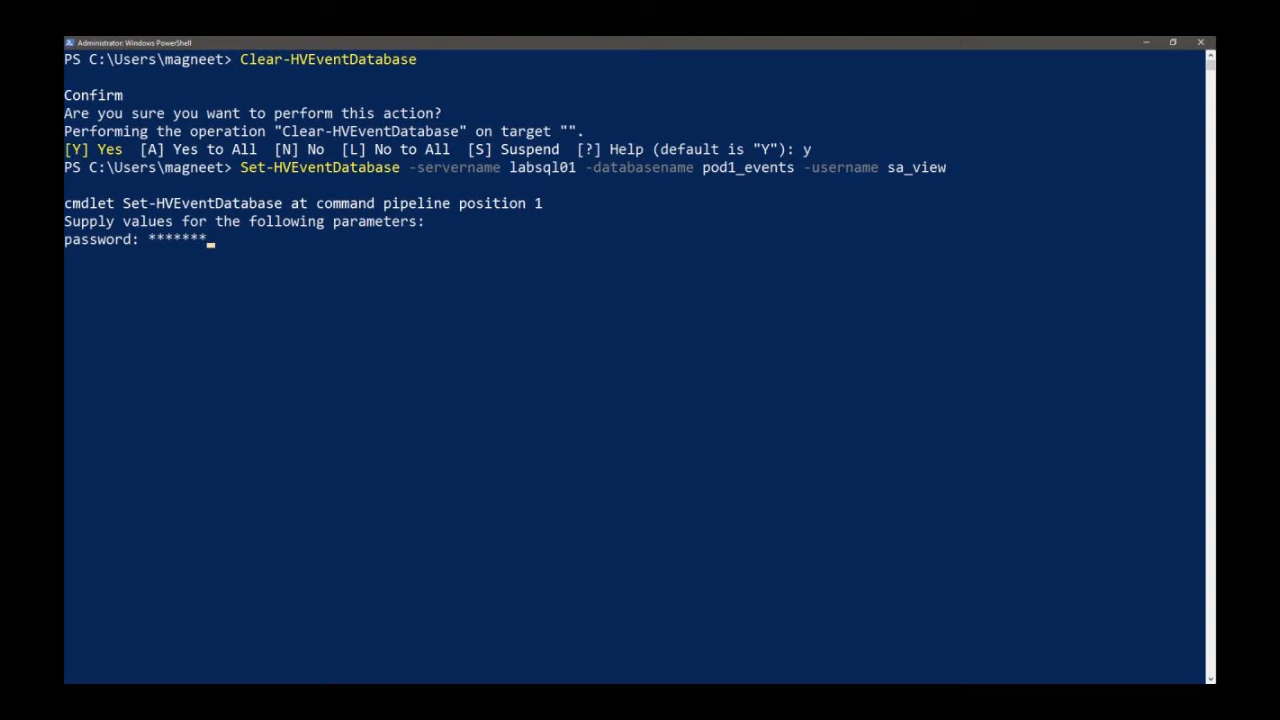 Administrator: Windows PowerShell
PS C:\Users\magneet> Clear-HVEventDatabase
Confirm
Are you sure you want to perform this action?
Performing the operation "Clear-HVEventDatabase" on target "".
[Y] Yes  [A] Yes to All  [N] No  [L] No to All  [S] Suspend  [?] Help (default is "Y"): y
PS C:\Users\magneet> Set-HVEventDatabase -servername labsql01 -databasename pod1_events -username sa_view
cmdlet Set-HVEventDatabase at command pipeline position 1
Supply values for the following parameters:
password: *******